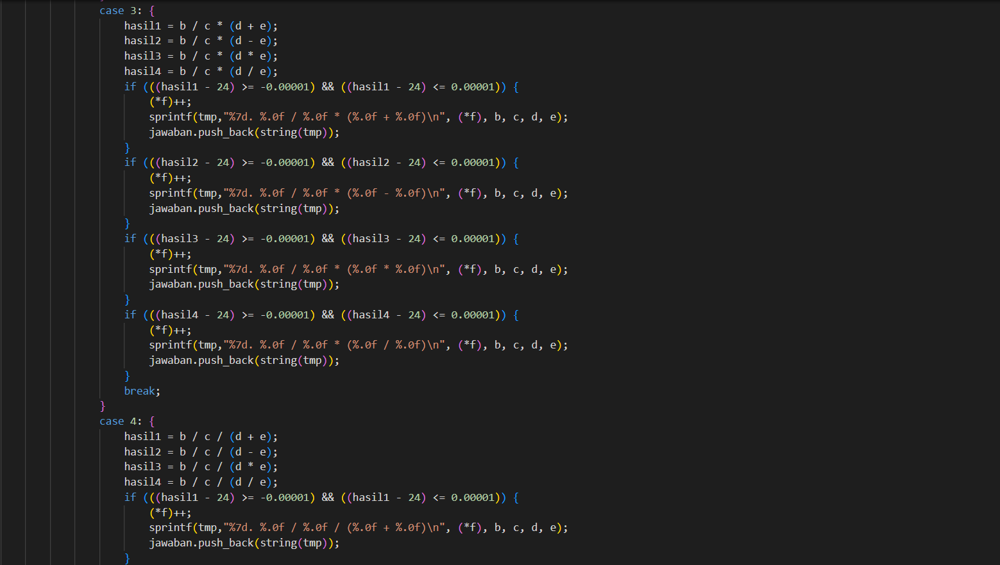 case 3: {
hasil1 = b / c * (d + e);
hasil2 = b / c * (d - e);
hasil3 = b / c * (d * e);
hasil4 = b / c * (d / e);
if (((hasil1 - 24) >= -0.00001) && ((hasil1 - 24) <= 0.00001)) {
(*f)++;
sprintf(tmp,"%7d. %.0f / %.0f * (%.0f + %.0f)\n", (*f), b, c, d, e);
jawaban.push_back(string(tmp));
}
if (((hasil2 - 24) >= -0.00001) && ((hasil2 - 24) <= 0.00001)) {
(*f)++;
sprintf(tmp,"%7d. %.0f / %.0f * (%.0f - %.0f)\n", (*f), b, c, d, e);
jawaban.push_back(string(tmp));
}
if (((hasil3 - 24) >= -0.00001) && ((hasil3 - 24) <= 0.00001)) {
(*f)++;
sprintf(tmp,"%7d. %.0f / %.0f * (%.0f * %.0f)\n", (*f), b, c, d, e);
jawaban.push_back(string(tmp));
}
if (((hasil4 - 24) >= -0.00001) && ((hasil4 - 24) <= 0.00001)) {
(*f)++;
sprintf(tmp,"%7d. %.0f / %.0f * (%.0f / %.0f)\n", (*f), b, c, d, e);
jawaban.push_back(string(tmp));
}
break;
}
case 4: {
hasil1 = b / c / (d + e);
hasil2 = b / c / (d - e);
hasil3 = b / c / (d * e);
hasil4 = b / c / (d / e);
if (((hasil1 - 24) >= -0.00001) && ((hasil1 - 24) <= 0.00001)) {
(*f)++;
sprintf(tmp,"%7d. %.0f / %.0f / (%.0f + %.0f)\n", (*f), b, c, d, e);
jawaban.push_back(string(tmp));
}